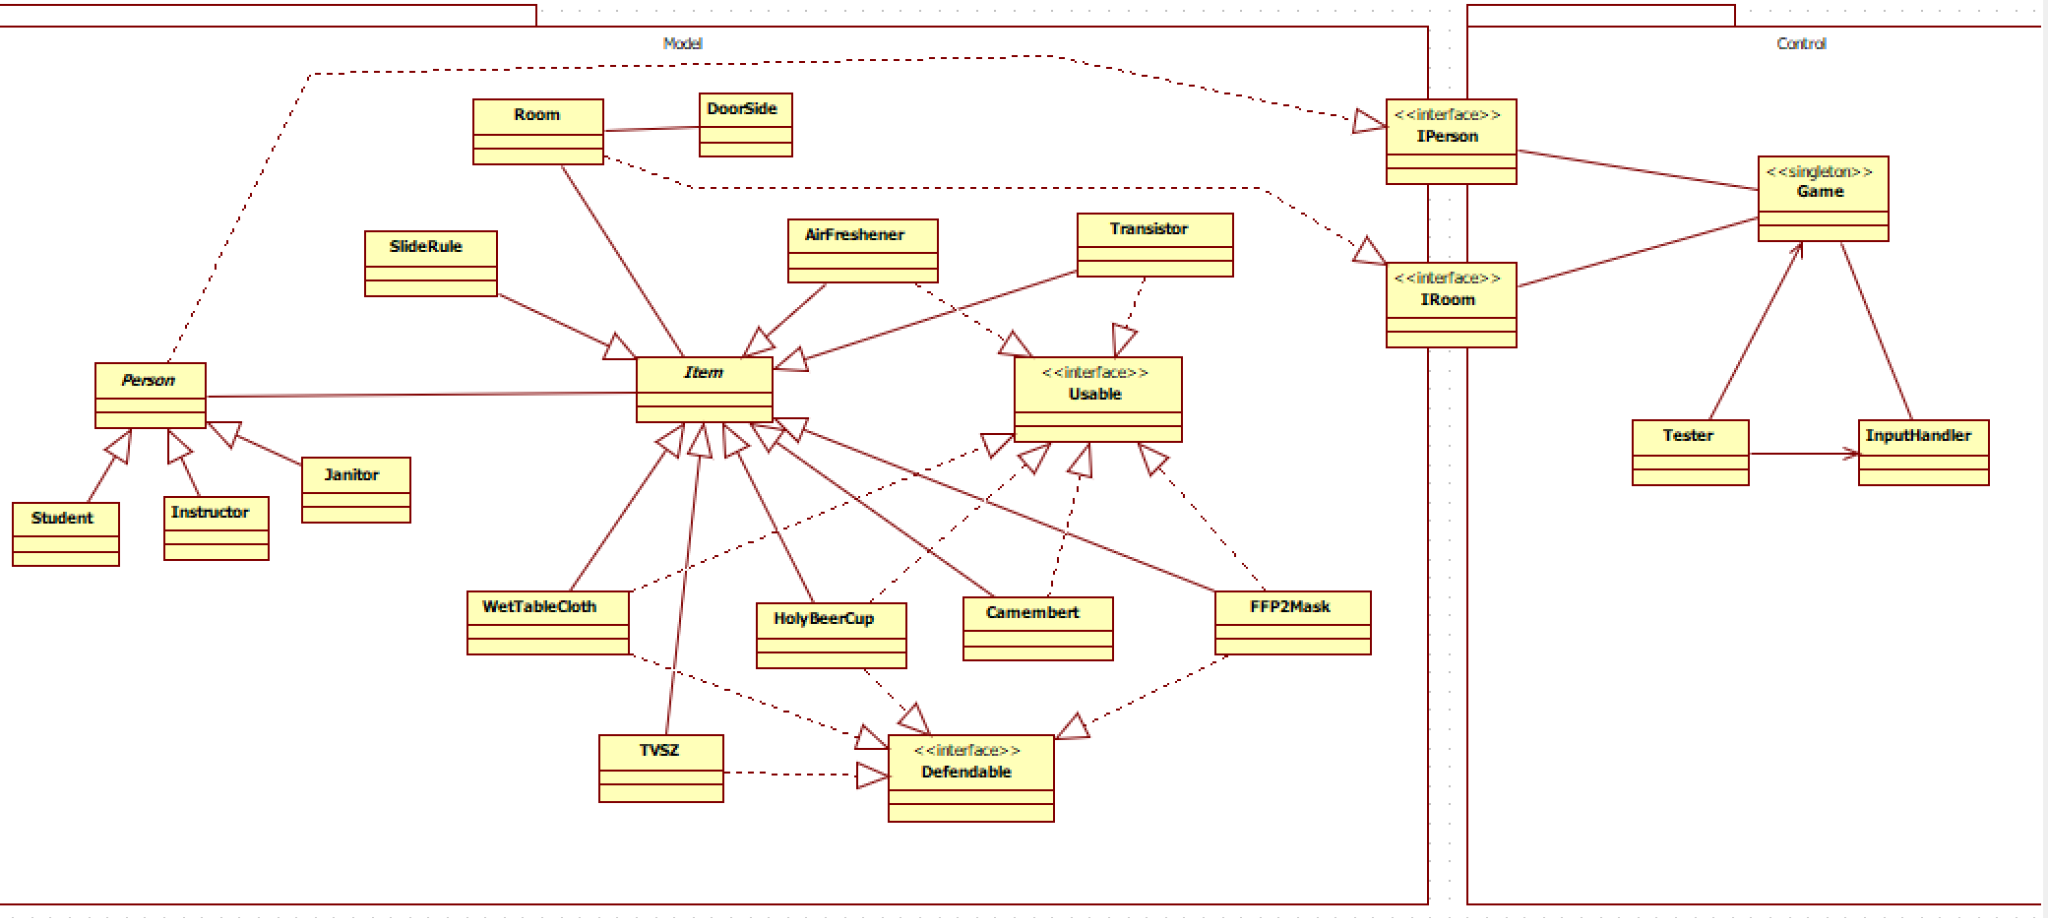 Model
Control
Room
DoorSide
<<interface>>
IPerson
<<singleton>>
Game
SlideRule
AirFreshener
Transistor
<<interface>>
IRoom
Person
Item
<<interface>>
Usable
Tester
InputHandler
Janitor
Student
Instructor
WetTableCloth
HolyBeerCup
Camembert
FFP2Mask
TVSZ
<<interface>>
Defendable